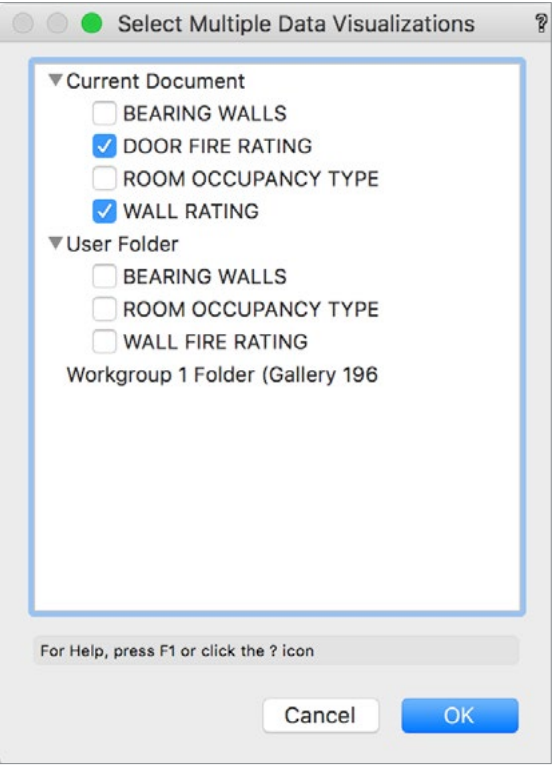 Select Multiple Data Visualizations ?
Current Document
BEARING WALLS
DOOR FIRE RATING
ROOM OCCUPANCY TYPE
WALL RATING
User Folder
BEARING WALLS
ROOM OCCUPANCY TYPE
WALL FIRE RATING
Workgroup 1 Folder (Gallery 196
For Help, press F1 or click the ? icon
Cancel OK